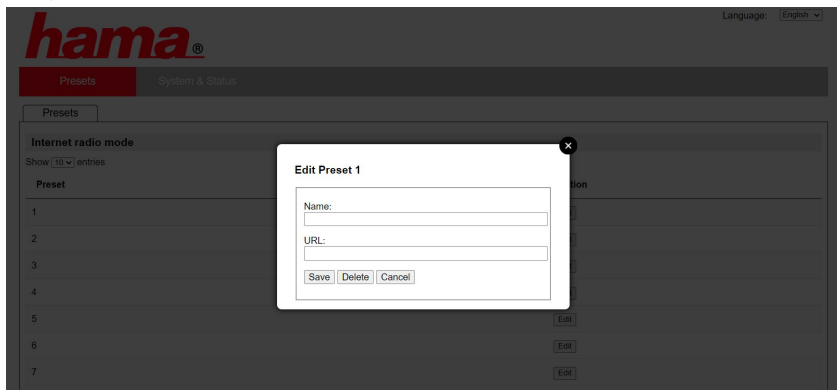 Language: English
hama®
Presets System & Status
Presets
Internet radio mode
Show 10 entries
Preset
1
2
3
4
5 Edit
6 Edit
7 Edit
Edit Preset 1
Name:
URL:
Save Delete Cancel